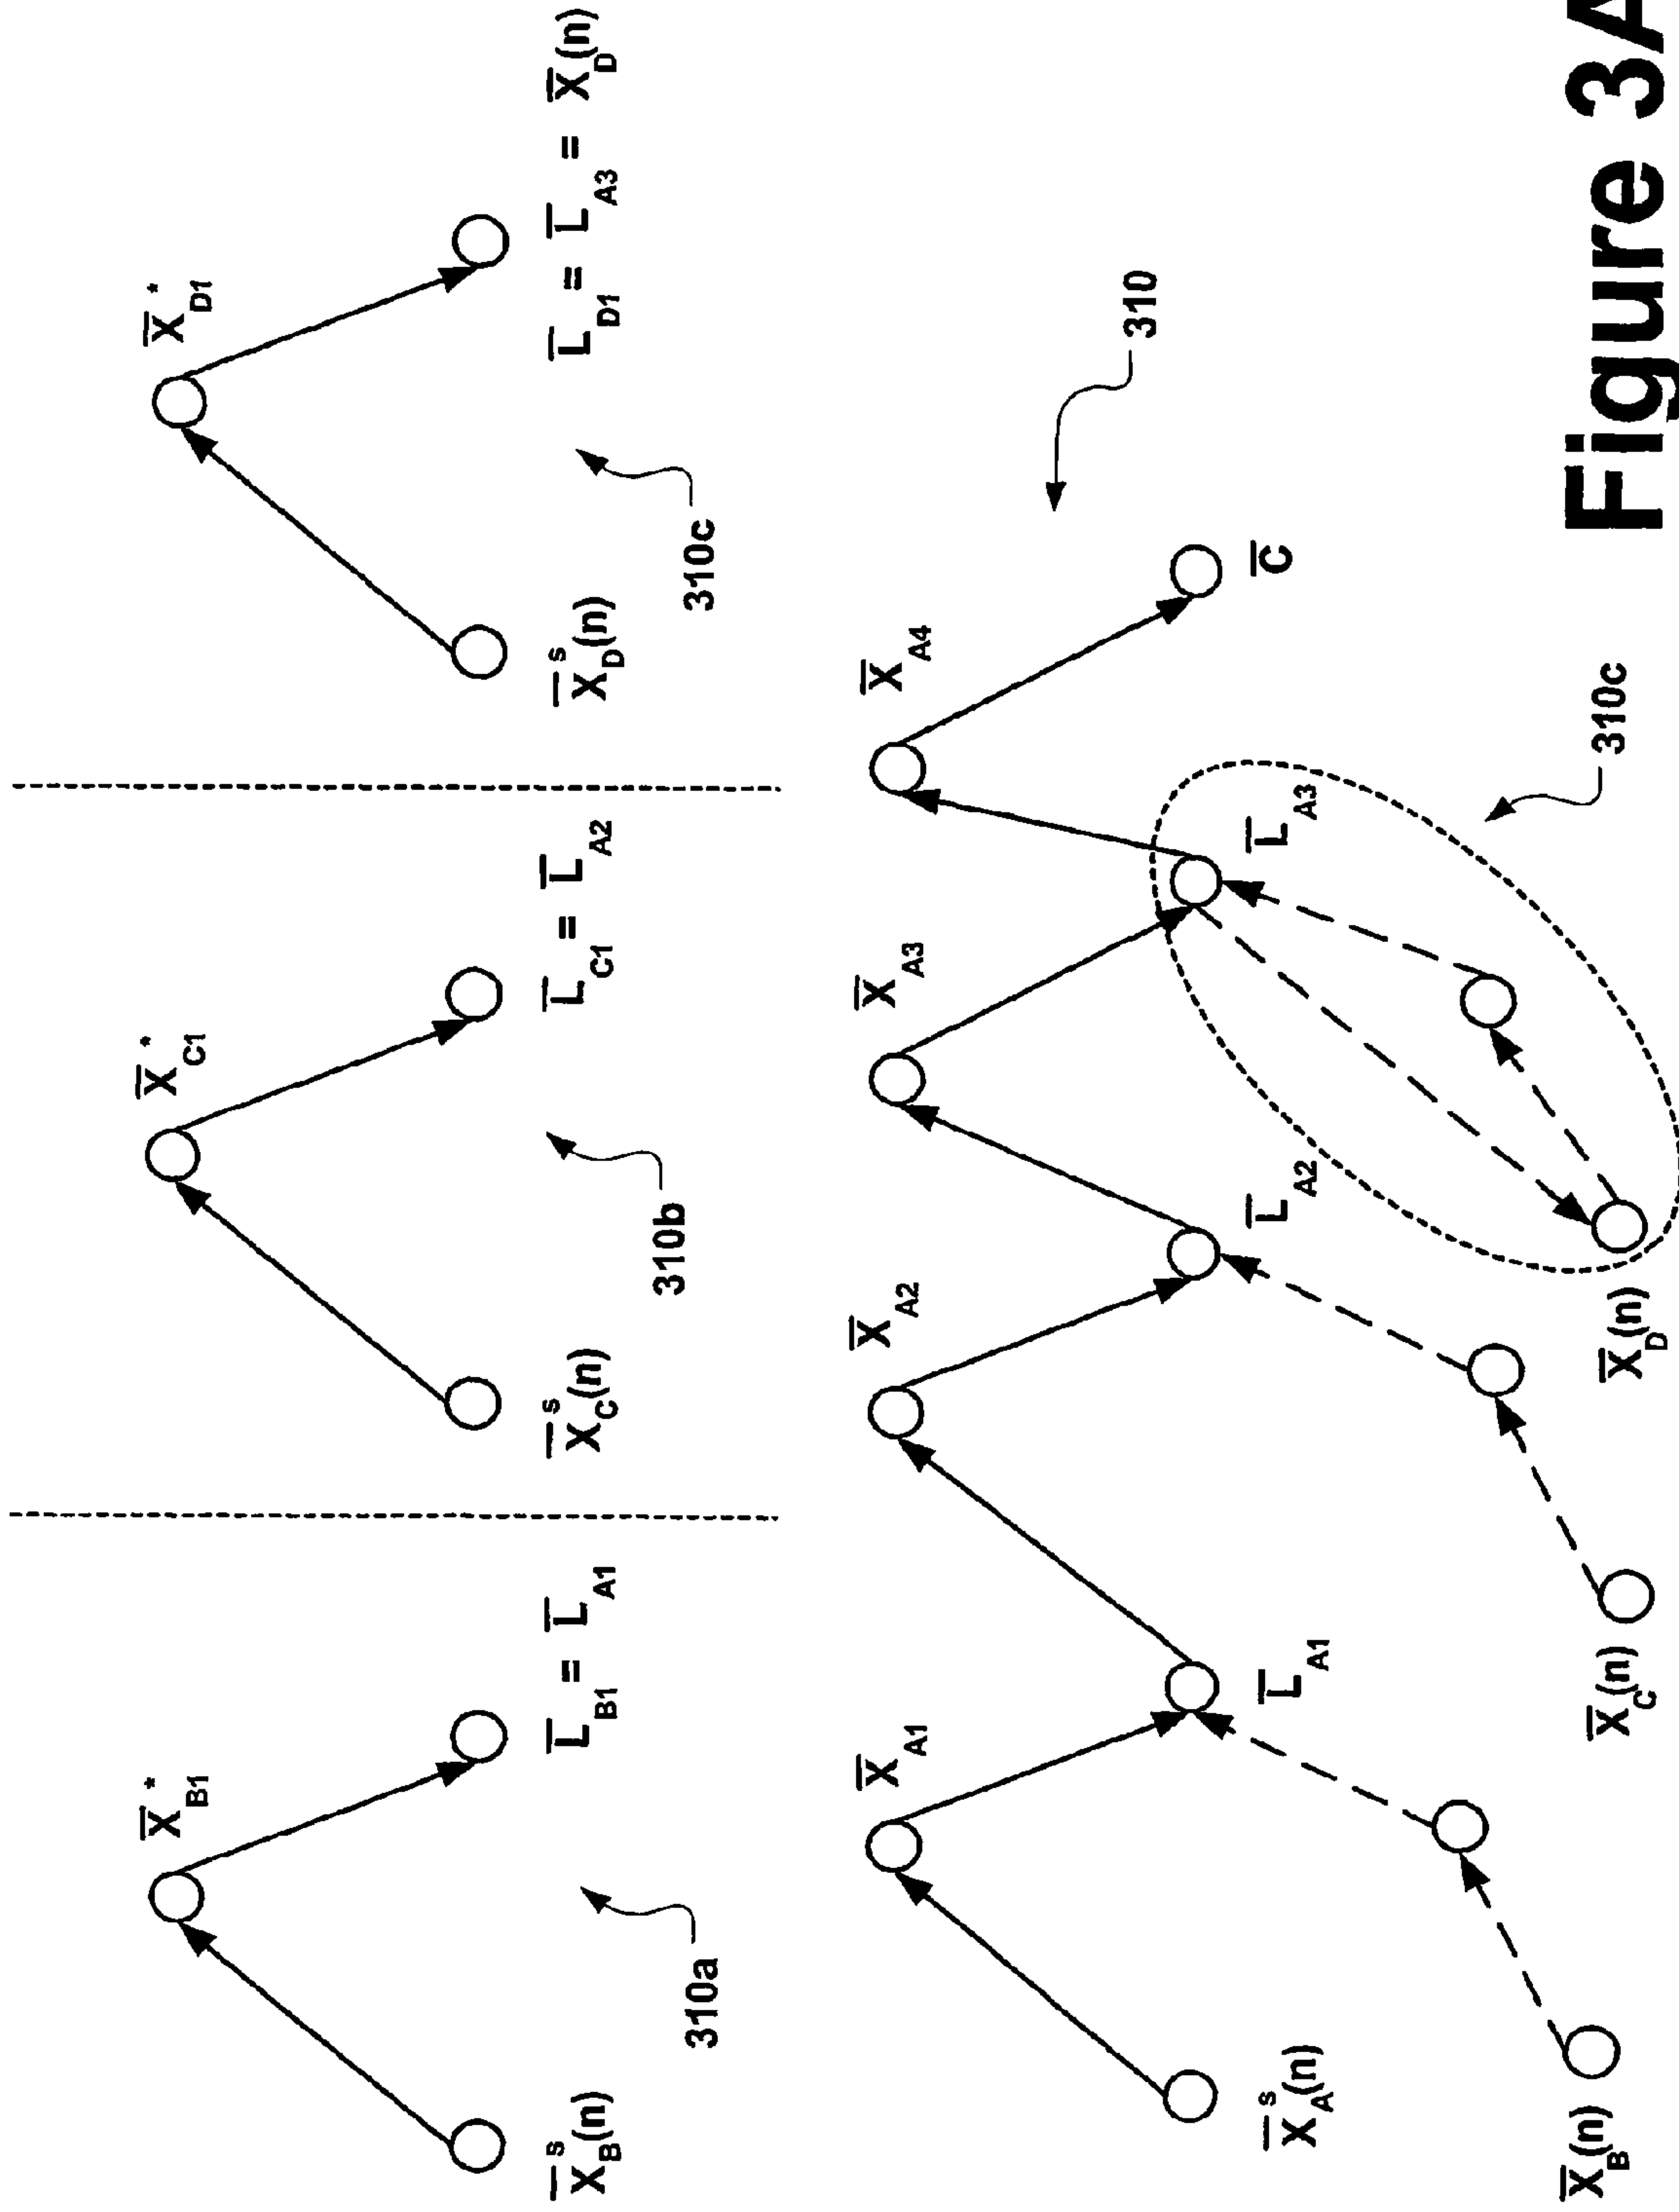 X̄*B1
X̄ˢB(n)
L̄B1 = L̄A1
310a
X̄*C1
X̄ˢC(n)
L̄C1 = L̄A2
310b
X̄*D1
X̄ˢD(n)
L̄D1 = L̄A3 = X̄D(n)
310c
310
X̄A1
X̄A2
X̄A3
X̄A4
X̄ˢA(n)
L̄A1
L̄A2
L̄A3
C̄
X̄B(n)
X̄C(n)
X̄D(n)
310c
Figure 3A